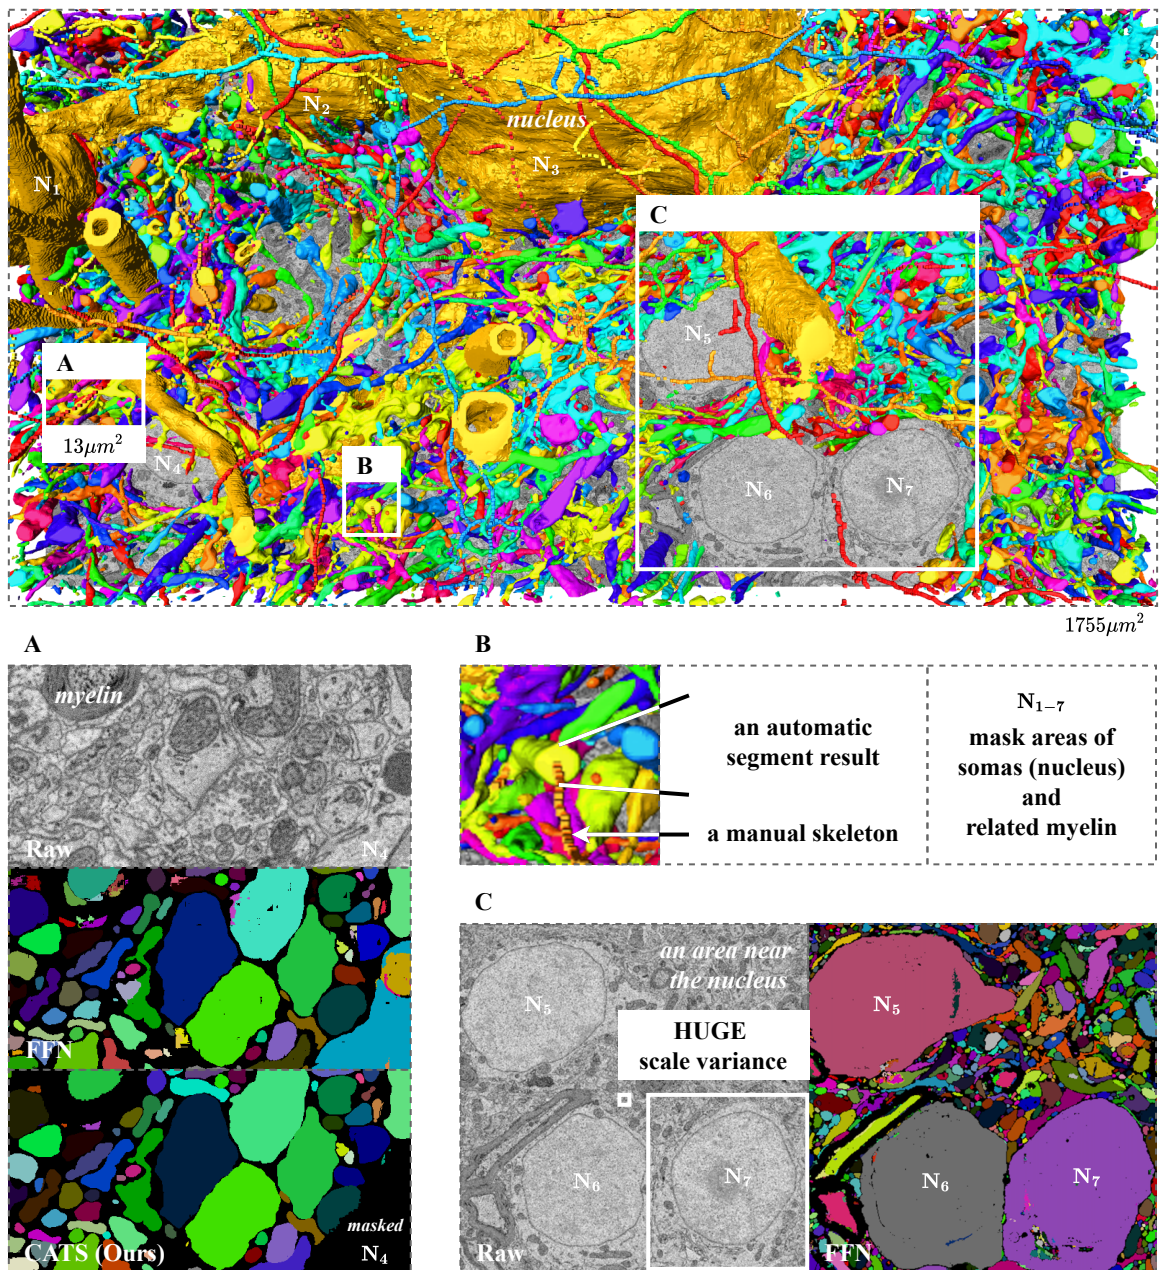 N₂
nucleus
N₃
N₁
C
N₅
A
13μm²
N₄
B
N₆
N₇
1755μm²
A
myelin
Raw
N₄
FFN
masked
CATS (Ours)
N₄
B
an automatic
segment result
a manual skeleton
N₁₋₇
mask areas of
somas (nucleus)
and
related myelin
C
an area near
the nucleus
N₅
HUGE
scale variance
N₆
N₇
Raw
N₅
N₆
N₇
FFN